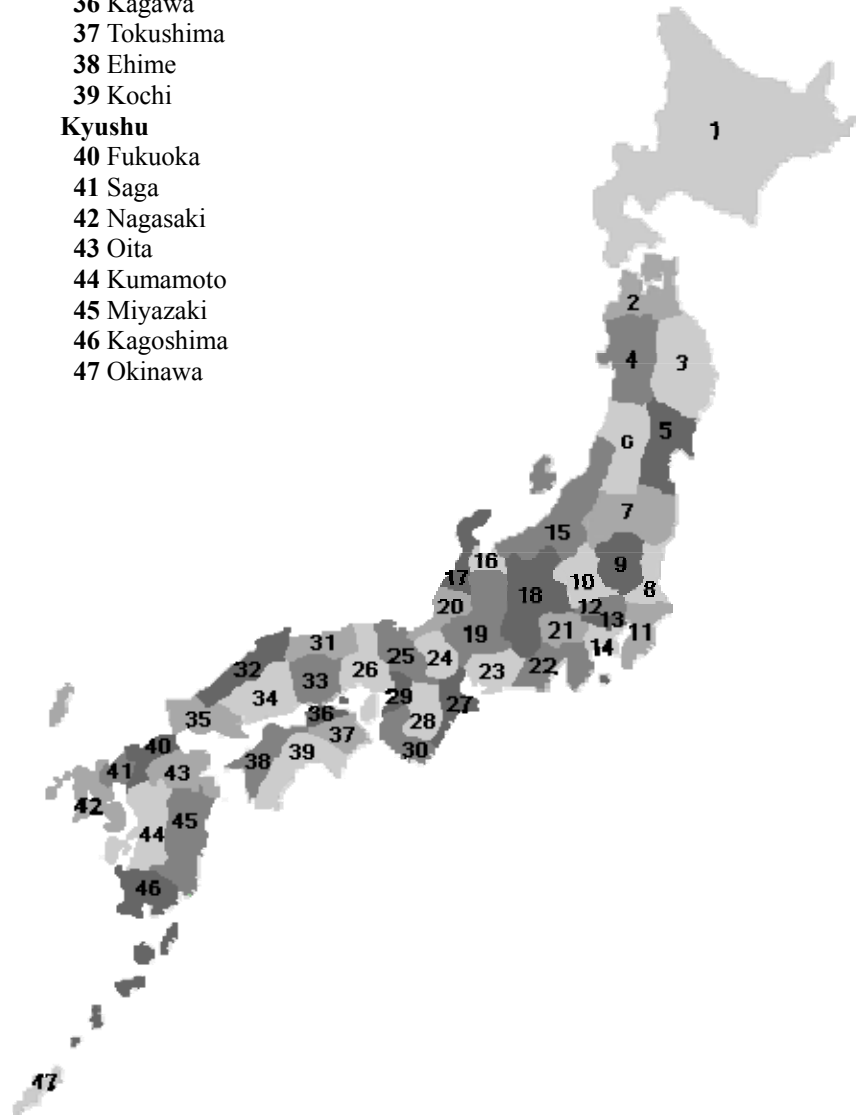 36 Kagawa
37 Tokushima
38 Ehime
39 Kochi
Kyushu
40 Fukuoka
41 Saga
42 Nagasaki
43 Oita
44 Kumamoto
45 Miyazaki
46 Kagoshima
47 Okinawa
1
2
4 3
5
6
7
15
16 9
17 10 8
18
20 12
13
19 21 11
14
31 25 24
32 26 23 22
33
34 29 27
35 36 28
37 30
40 39
38
41 43
42
45
44
46
47